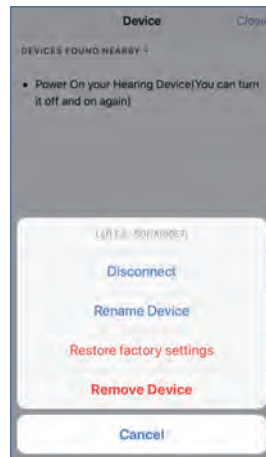 Device
Close
DEVICES FOUND NEARBY
• Power On your Hearing Device(You can turn
it off and on again)
Left
Disconnect
Rename Device
Restore factory settings
Remove Device
Cancel